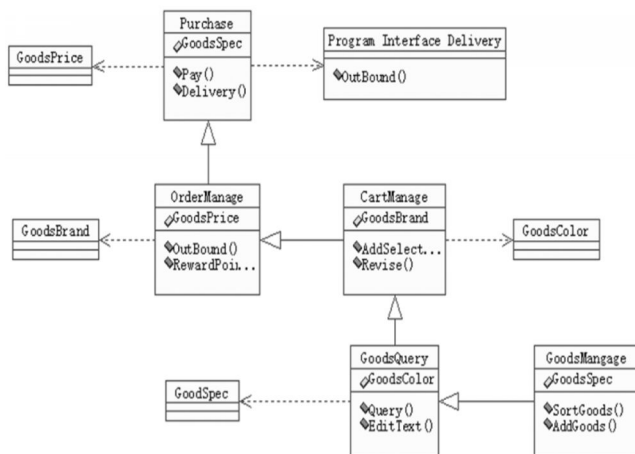 Purchase
GoodsSpec
Pay()
Delivery()
GoodsPrice
Program Interface Delivery
OutBound()
OrderManage
GoodsPrice
OutBound()
RewardPoin...
CartManage
GoodsBrand
AddSelect...
Revise()
GoodsBrand
GoodsColor
GoodsQuery
GoodsColor
Query()
EditText()
GoodsMangage
GoodsSpec
SortGoods()
AddGoods()
GoodSpec